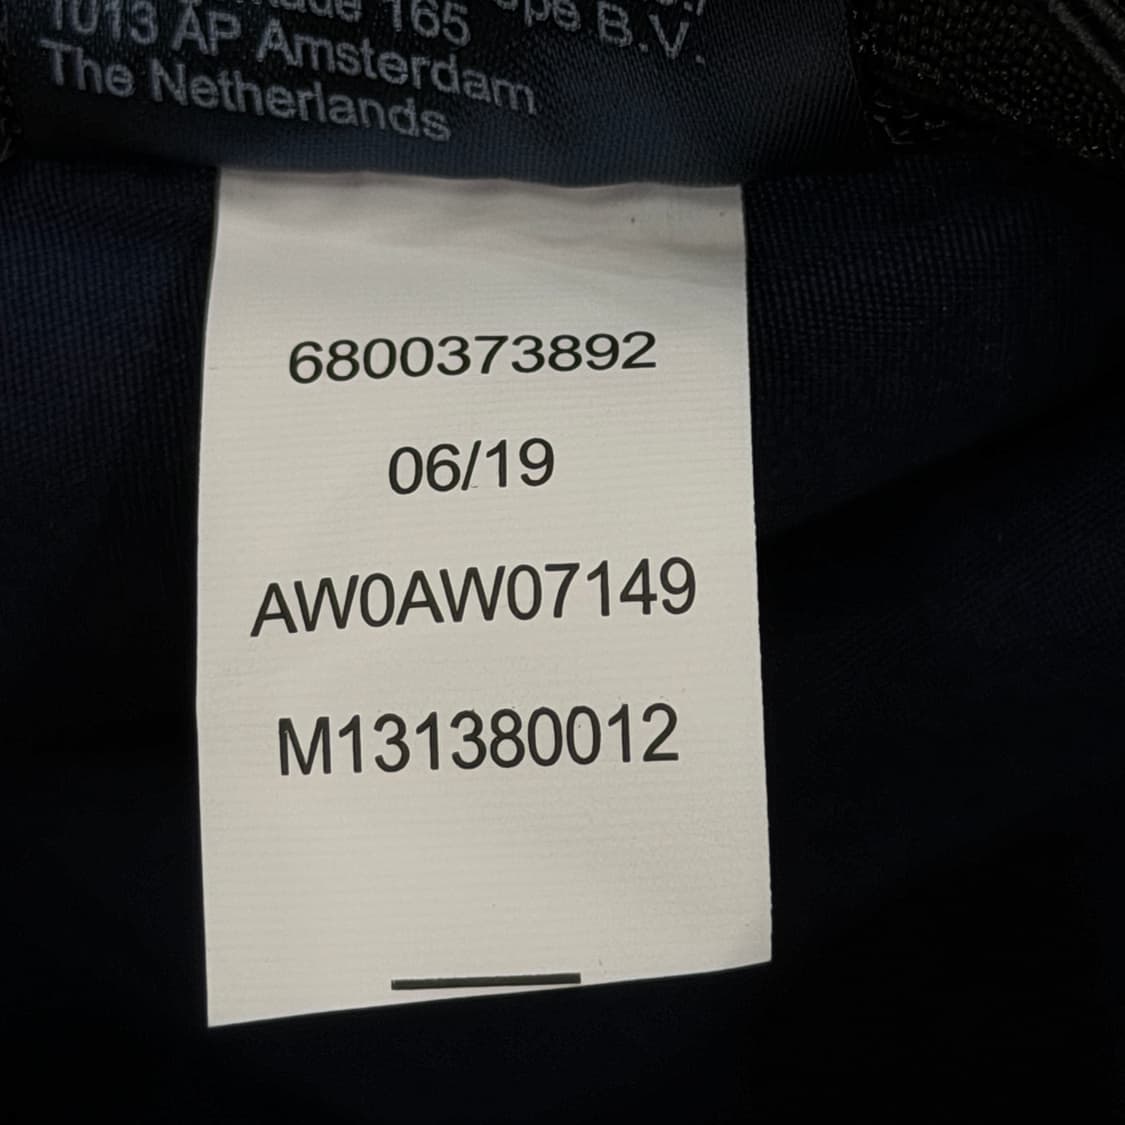 165
B.V.
1013 AP Amsterdam
The Netherlands
6800373892
06/19
AW0AW07149
M131380012